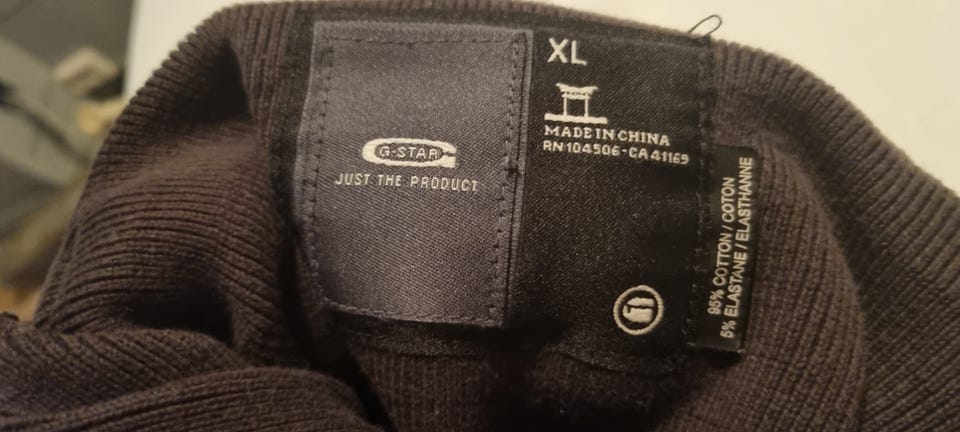 G-STAR
JUST THE PRODUCT
XL
MADE IN CHINA
RN 104506-CA 41169
95% COTTON / COTON
5% ELASTANE / ELASTHANNE